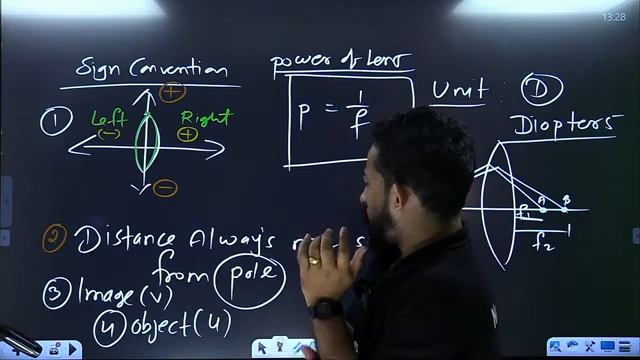 13:28
Sign Convention
power of Lens
Unit : D
Diopters
P = 1/f
+
1 Left Right
(-) +
-
A B
f1
f2
2 Distance Always
from pole
3 Image (v)
4 object (u)